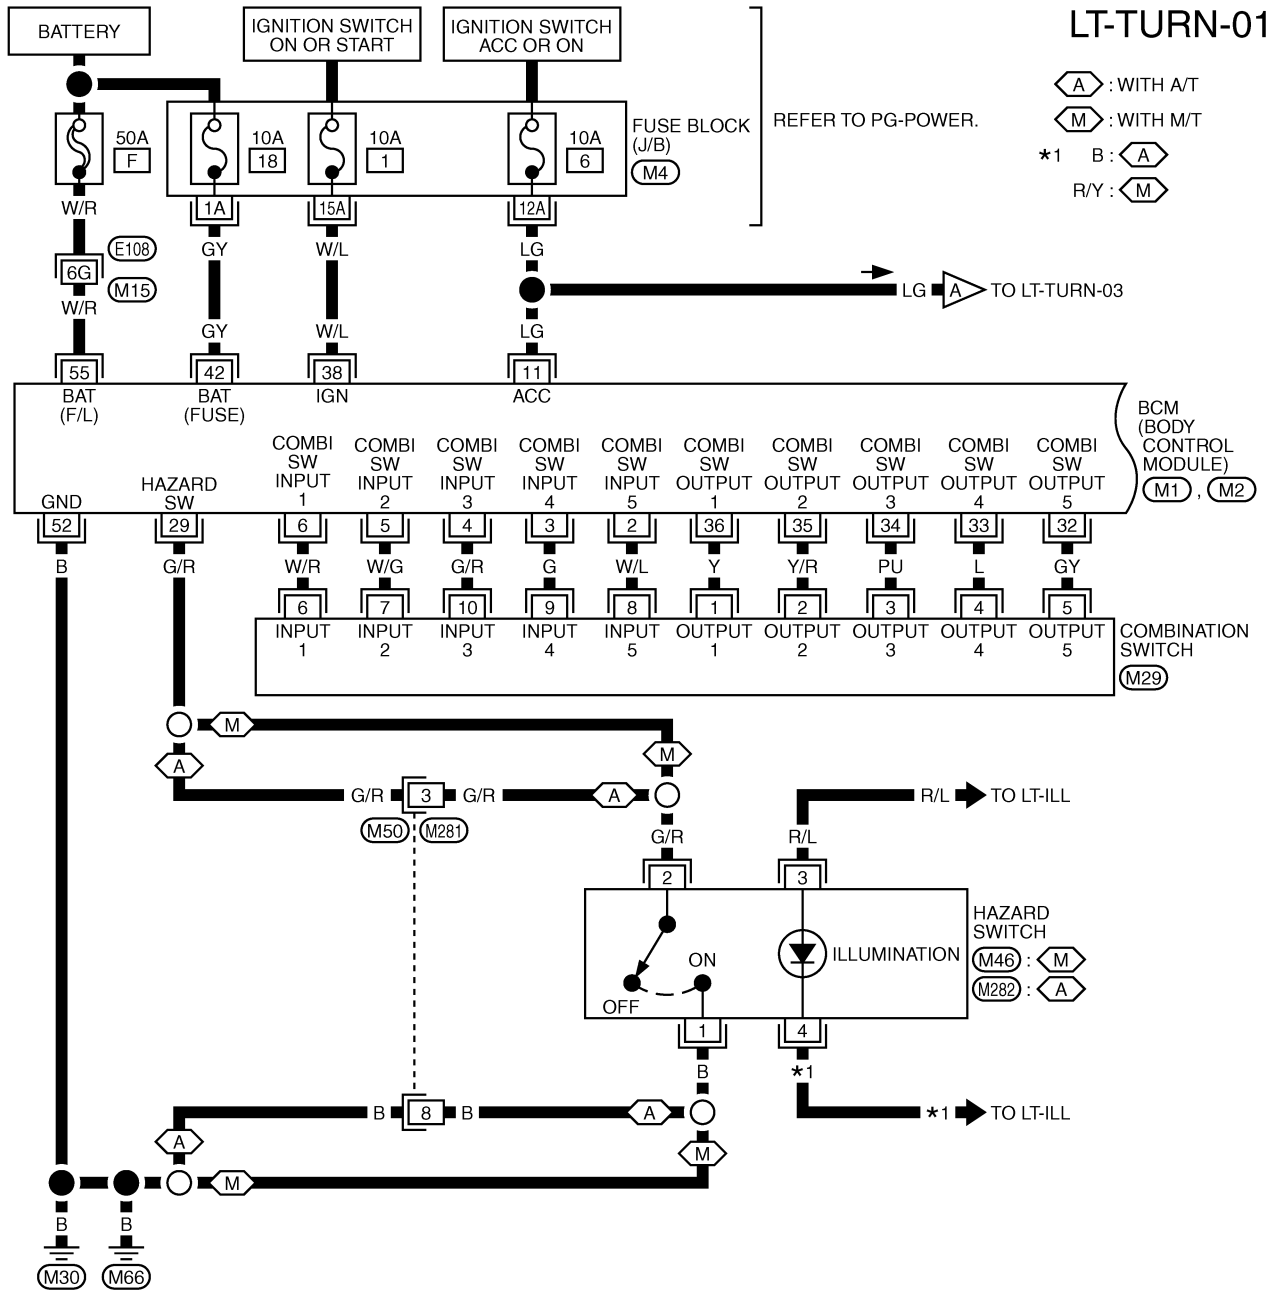 LT-TURN-01
BATTERY
IGNITION SWITCH
ON OR START
IGNITION SWITCH
ACC OR ON
A : WITH A/T
M : WITH M/T
*1 B : A
R/Y : M
50A
F
10A
18
10A
1
10A
6
FUSE BLOCK
(J/B)
M4
REFER TO PG-POWER.
1A
15A
12A
W/R
GY
W/L
LG
E108
6G
M15
LG
A
TO LT-TURN-03
W/R
GY
W/L
LG
55
42
38
11
BAT
(F/L)
BAT
(FUSE)
IGN
ACC
BCM
(BODY
CONTROL
MODULE)
M1 , M2
GND
HAZARD
SW
COMBI
SW
INPUT
1
COMBI
SW
INPUT
2
COMBI
SW
INPUT
3
COMBI
SW
INPUT
4
COMBI
SW
INPUT
5
COMBI
SW
OUTPUT
1
COMBI
SW
OUTPUT
2
COMBI
SW
OUTPUT
3
COMBI
SW
OUTPUT
4
COMBI
SW
OUTPUT
5
52
29
6
5
4
3
2
36
35
34
33
32
B
G/R
W/R
W/G
G/R
G
W/L
Y
Y/R
PU
L
GY
6
7
10
9
8
1
2
3
4
5
INPUT
1
INPUT
2
INPUT
3
INPUT
4
INPUT
5
OUTPUT
1
OUTPUT
2
OUTPUT
3
OUTPUT
4
OUTPUT
5
COMBINATION
SWITCH
M29
M
M
A
G/R
3
G/R
A
R/L
TO LT-ILL
M50
M281
G/R
R/L
2
3
HAZARD
SWITCH
M46 : M
M282 : A
ILLUMINATION
ON
OFF
1
4
B
*1
B
8
B
A
*1
TO LT-ILL
A
M
M
B
B
M30
M66